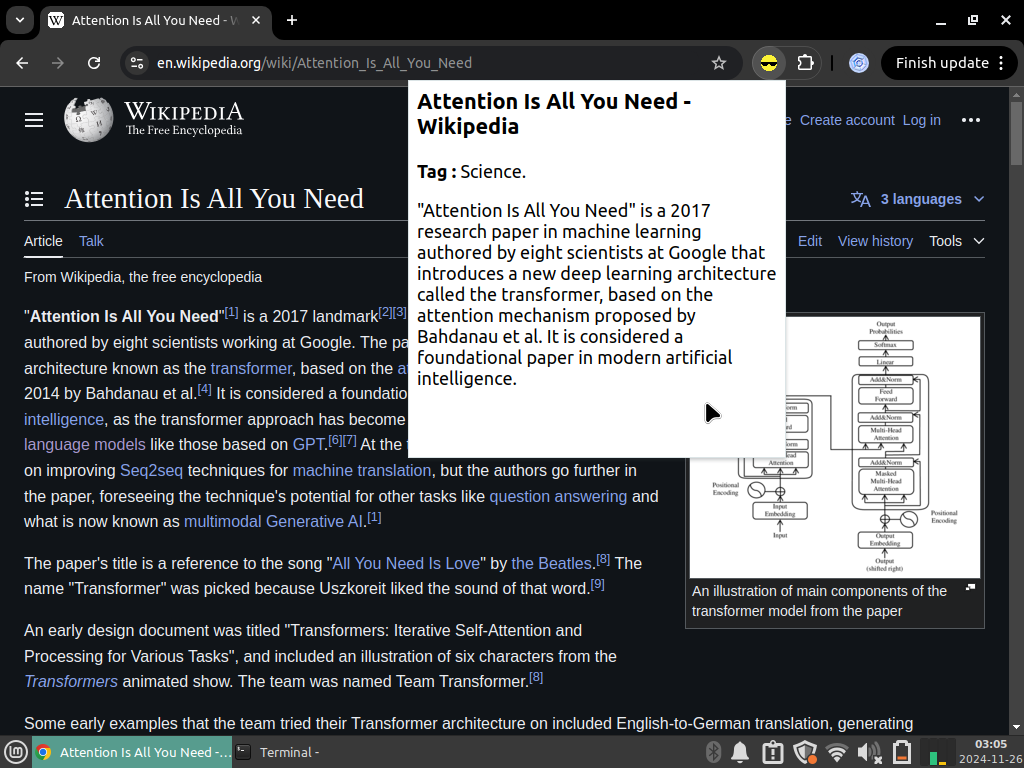 Attention Is All You Need - W
en.wikipedia.org/wiki/Attention_Is_All_You_Need
Finish update
WIKIPEDIA
The Free Encyclopedia
Create account Log in
Attention Is All You Need
3 languages
Article Talk
Edit View history Tools
From Wikipedia, the free encyclopedia
"Attention Is All You Need"[1] is a 2017 landmark[2][3]
authored by eight scientists working at Google. The pa
architecture known as the transformer, based on the a
2014 by Bahdanau et al.[4] It is considered a foundatio
intelligence, as the transformer approach has become
language models like those based on GPT.[6][7] At the
on improving Seq2seq techniques for machine translation, but the authors go further in
the paper, foreseeing the technique's potential for other tasks like question answering and
what is now known as multimodal Generative AI.[1]
The paper's title is a reference to the song "All You Need Is Love" by the Beatles.[8] The
name "Transformer" was picked because Uszkoreit liked the sound of that word.[9]
An early design document was titled "Transformers: Iterative Self-Attention and
Processing for Various Tasks", and included an illustration of six characters from the
Transformers animated show. The team was named Team Transformer.[8]
Some early examples that the team tried their Transformer architecture on included English-to-German translation, generating
Attention Is All You Need -
Wikipedia
Tag : Science.
"Attention Is All You Need" is a 2017
research paper in machine learning
authored by eight scientists at Google that
introduces a new deep learning architecture
called the transformer, based on the
attention mechanism proposed by
Bahdanau et al. It is considered a
foundational paper in modern artificial
intelligence.
Output
Probabilities
Softmax
Linear
Add&Norm
Feed
Forward
Add&Norm
Multi-Head
Attention
Add&Norm
Masked
Multi-Head
Attention
Attention
Positional
Encoding
Input
Embedding
Input
Positional
Encoding
Output
Embedding
Output
(shifted right)
An illustration of main components of the
transformer model from the paper
Attention Is All You Need -...
Terminal -
03:05
2024-11-26